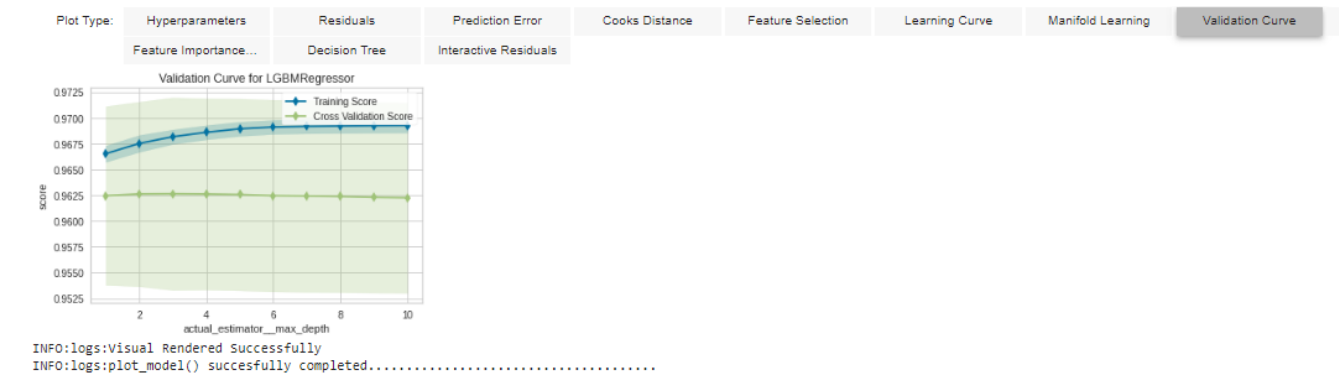 Plot Type: Hyperparameters Residuals Prediction Error Cooks Distance Feature Selection Learning Curve Manifold Learning Validation Curve
Feature Importance... Decision Tree Interactive Residuals
Validation Curve for LGBMRegressor
Training Score
Cross Validation Score
0.9725
0.9700
0.9675
0.9650
0.9625
0.9600
0.9575
0.9550
0.9525
score
2 4 6 8 10
actual_estimator__max_depth
INFO:logs:Visual Rendered Successfully
INFO:logs:plot_model() succesfully completed......................................